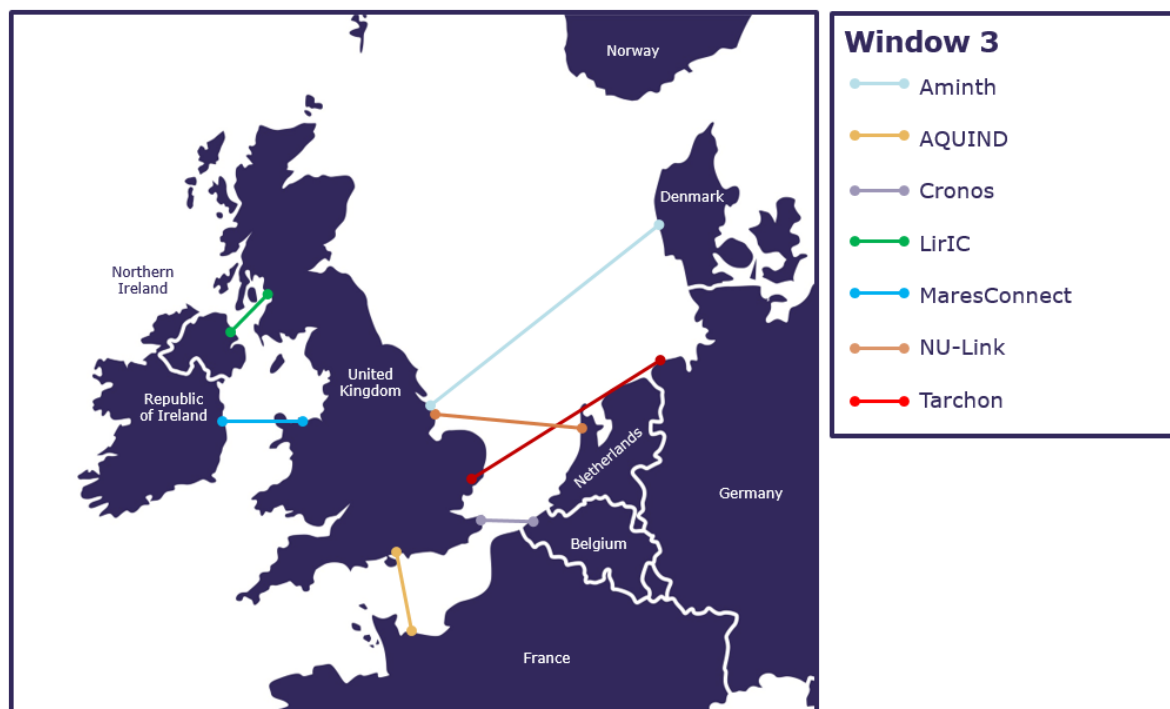 Norway
Denmark
Northern
Ireland
United
Kingdom
Republic
of Ireland
Netherlands
Germany
Belgium
France
Window 3
Aminth
AQUIND
Cronos
LirIC
MaresConnect
NU-Link
Tarchon